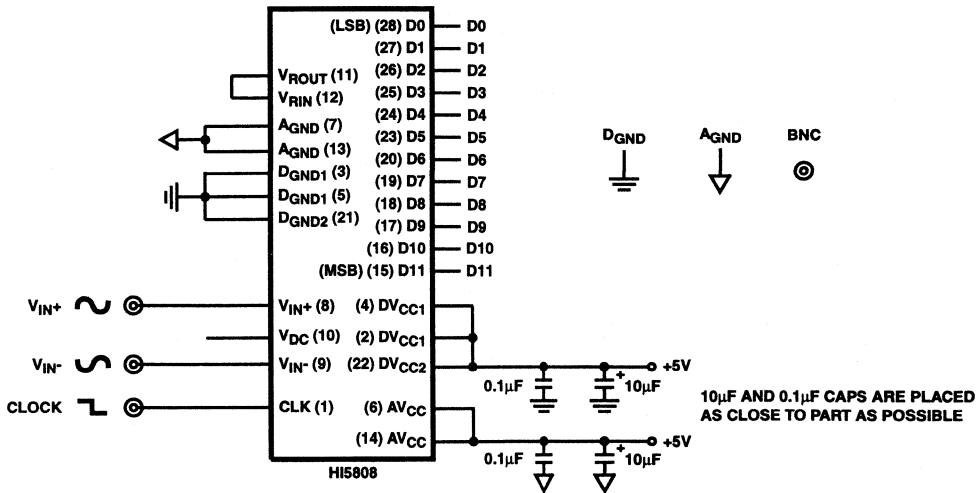 (LSB) (28) D0 D0
(27) D1 D1
VROUT (11) (26) D2 D2
VRIN (12) (25) D3 D3
AGND (7) (24) D4 D4
(23) D5 D5
AGND (13) (20) D6 D6
DGND1 (3) (19) D7 D7
DGND1 (5) (18) D8 D8
DGND2 (21) (17) D9 D9
(16) D10 D10
(MSB) (15) D11 D11
DGND AGND BNC
VIN+ VIN+ (8) (4) DVCC1
VDC (10) (2) DVCC1
VIN- VIN- (9) (22) DVCC2 +5V
0.1µF + 10µF
CLOCK CLK (1) (6) AVCC
(14) AVCC +5V
0.1µF + 10µF
HI5808
10µF AND 0.1µF CAPS ARE PLACED
AS CLOSE TO PART AS POSSIBLE